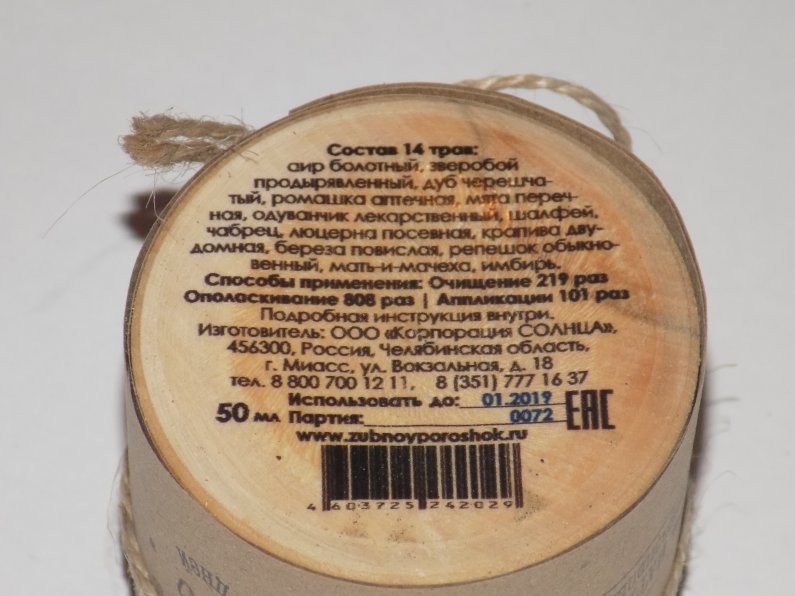 Состав 14 трав:
аир болотный, зверобой
продырявленный, дуб черешча-
тый, ромашка аптечная, мята переч-
ная, одуванчик лекарственный, шалфей,
чабрец, люцерна посевная, крапива дву-
домная, береза повислая, репешок обыкно-
венный, мать-и-мачеха, имбирь.
Способы применения: Очищение 219 раз
Ополаскивание 808 раз | Аппликации 101 раз
Подробная инструкция внутри.
Изготовитель: ООО «Корпорация СОЛНЦА»,
456300, Россия, Челябинская область,
г. Миасс, ул. Вокзальная, д. 18
тел. 8 800 700 12 11, 8 (351) 777 16 37
Использовать до: 01.2019
50 мл Партия: 0072 EAC
www.zubnoyporoshok.ru
4 603725 242029